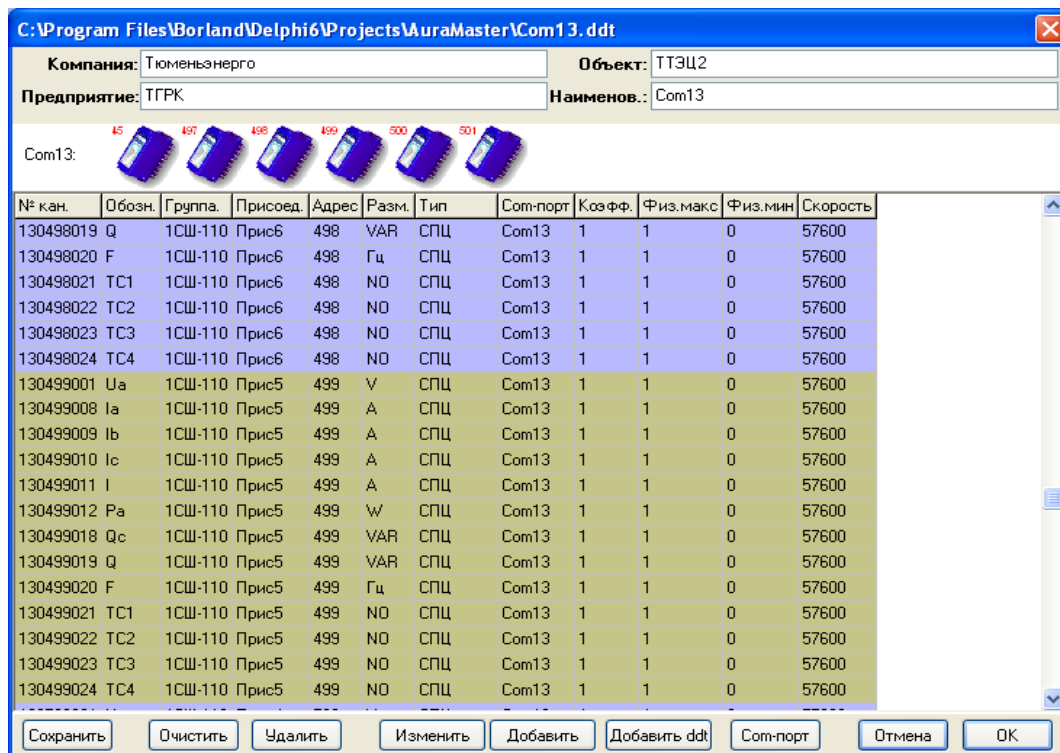 C:\Program Files\Borland\Delphi6\Projects\AuraMaster\Com13.ddt
Компания: Тюменьэнерго Объект: ТТЭЦ2
Предприятие: ТГРК Наименов.: Com13
45 497 498 499 500 501
Com13:
№ кан. Обозн. Группа. Присоед. Адрес Разм. Тип Com-порт Коэфф. Физ.макс Физ.мин Скорость
130498019 Q 1СШ-110 Прис6 498 VAR СПЦ Com13 1 1 0 57600
130498020 F 1СШ-110 Прис6 498 Гц СПЦ Com13 1 1 0 57600
130498021 TC1 1СШ-110 Прис6 498 NO СПЦ Com13 1 1 0 57600
130498022 TC2 1СШ-110 Прис6 498 NO СПЦ Com13 1 1 0 57600
130498023 TC3 1СШ-110 Прис6 498 NO СПЦ Com13 1 1 0 57600
130498024 TC4 1СШ-110 Прис6 498 NO СПЦ Com13 1 1 0 57600
130499001 Ua 1СШ-110 Прис5 499 V СПЦ Com13 1 1 0 57600
130499008 Ia 1СШ-110 Прис5 499 A СПЦ Com13 1 1 0 57600
130499009 Ib 1СШ-110 Прис5 499 A СПЦ Com13 1 1 0 57600
130499010 Ic 1СШ-110 Прис5 499 A СПЦ Com13 1 1 0 57600
130499011 I 1СШ-110 Прис5 499 A СПЦ Com13 1 1 0 57600
130499012 Pa 1СШ-110 Прис5 499 W СПЦ Com13 1 1 0 57600
130499018 Qc 1СШ-110 Прис5 499 VAR СПЦ Com13 1 1 0 57600
130499019 Q 1СШ-110 Прис5 499 VAR СПЦ Com13 1 1 0 57600
130499020 F 1СШ-110 Прис5 499 Гц СПЦ Com13 1 1 0 57600
130499021 TC1 1СШ-110 Прис5 499 NO СПЦ Com13 1 1 0 57600
130499022 TC2 1СШ-110 Прис5 499 NO СПЦ Com13 1 1 0 57600
130499023 TC3 1СШ-110 Прис5 499 NO СПЦ Com13 1 1 0 57600
130499024 TC4 1СШ-110 Прис5 499 NO СПЦ Com13 1 1 0 57600
Сохранить Очистить Удалить Изменить Добавить Добавить ddt Com-порт Отмена OK